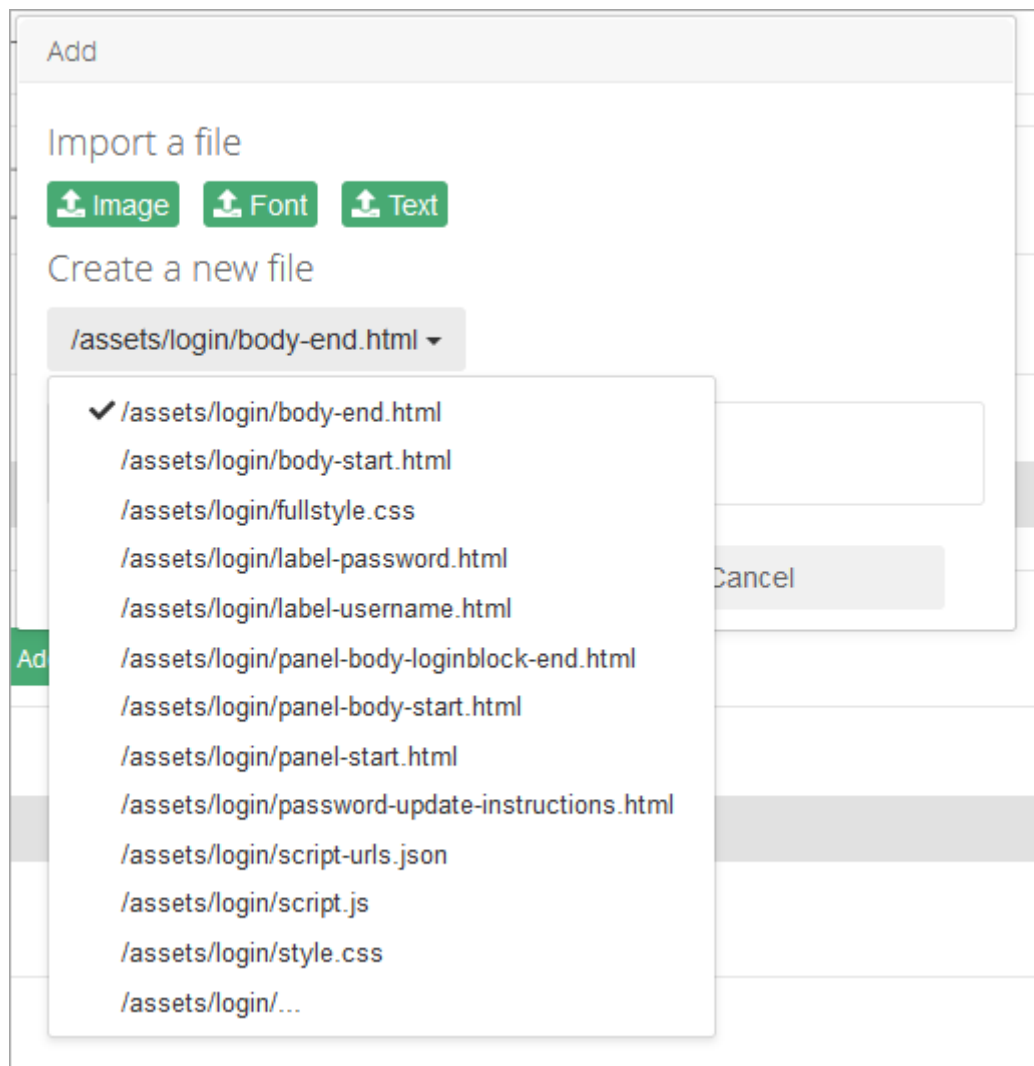 Add
Import a file
Image Font Text
Create a new file
/assets/login/body-end.html
/assets/login/body-end.html
/assets/login/body-start.html
/assets/login/fullstyle.css
/assets/login/label-password.html
/assets/login/label-username.html
/assets/login/panel-body-loginblock-end.html
/assets/login/panel-body-start.html
/assets/login/panel-start.html
/assets/login/password-update-instructions.html
/assets/login/script-urls.json
/assets/login/script.js
/assets/login/style.css
/assets/login/...
Cancel